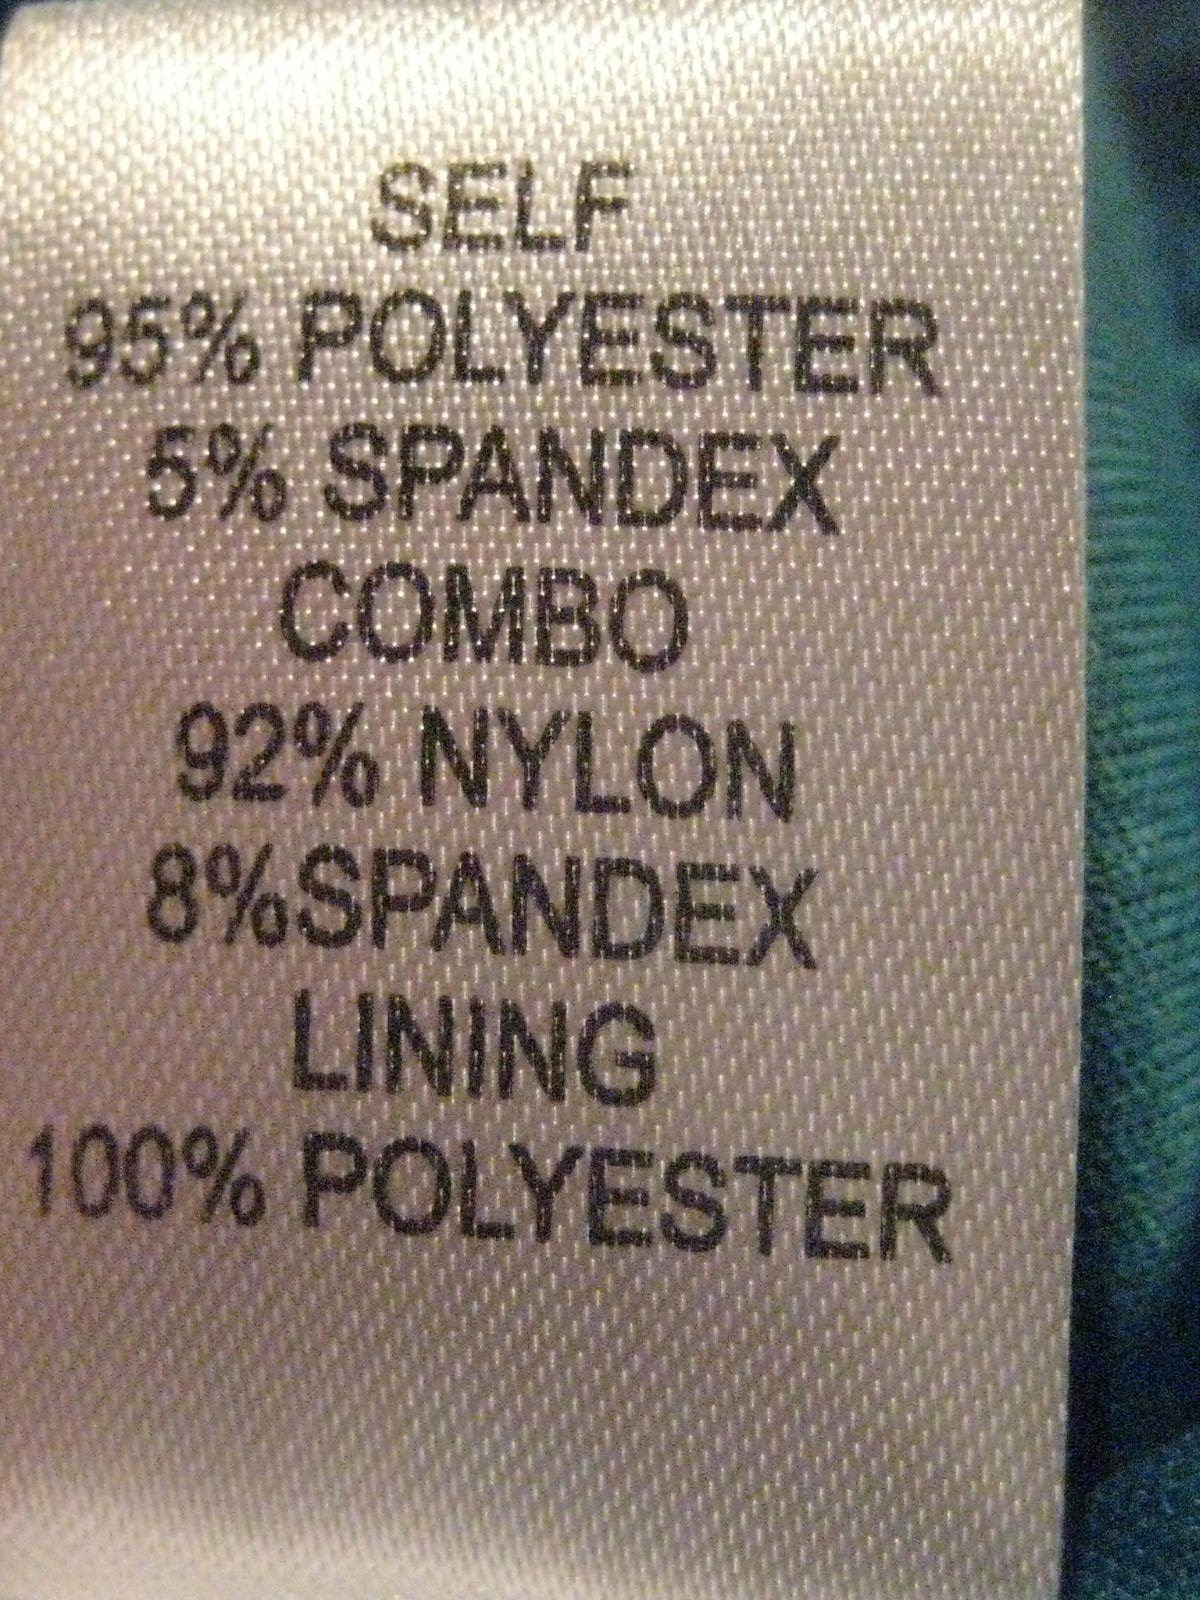 SELF
95% POLYESTER
5% SPANDEX
COMBO
92% NYLON
8%SPANDEX
LINING
100% POLYESTER